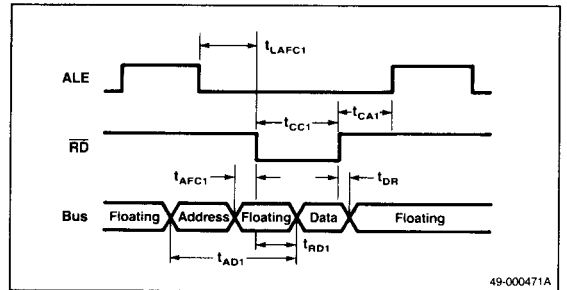 tLAFC1
ALE
tCC1
tCA1
RD
tAFC1
tDR
Bus Floating Address Floating Data Floating
tRD1
tAD1
49-000471A